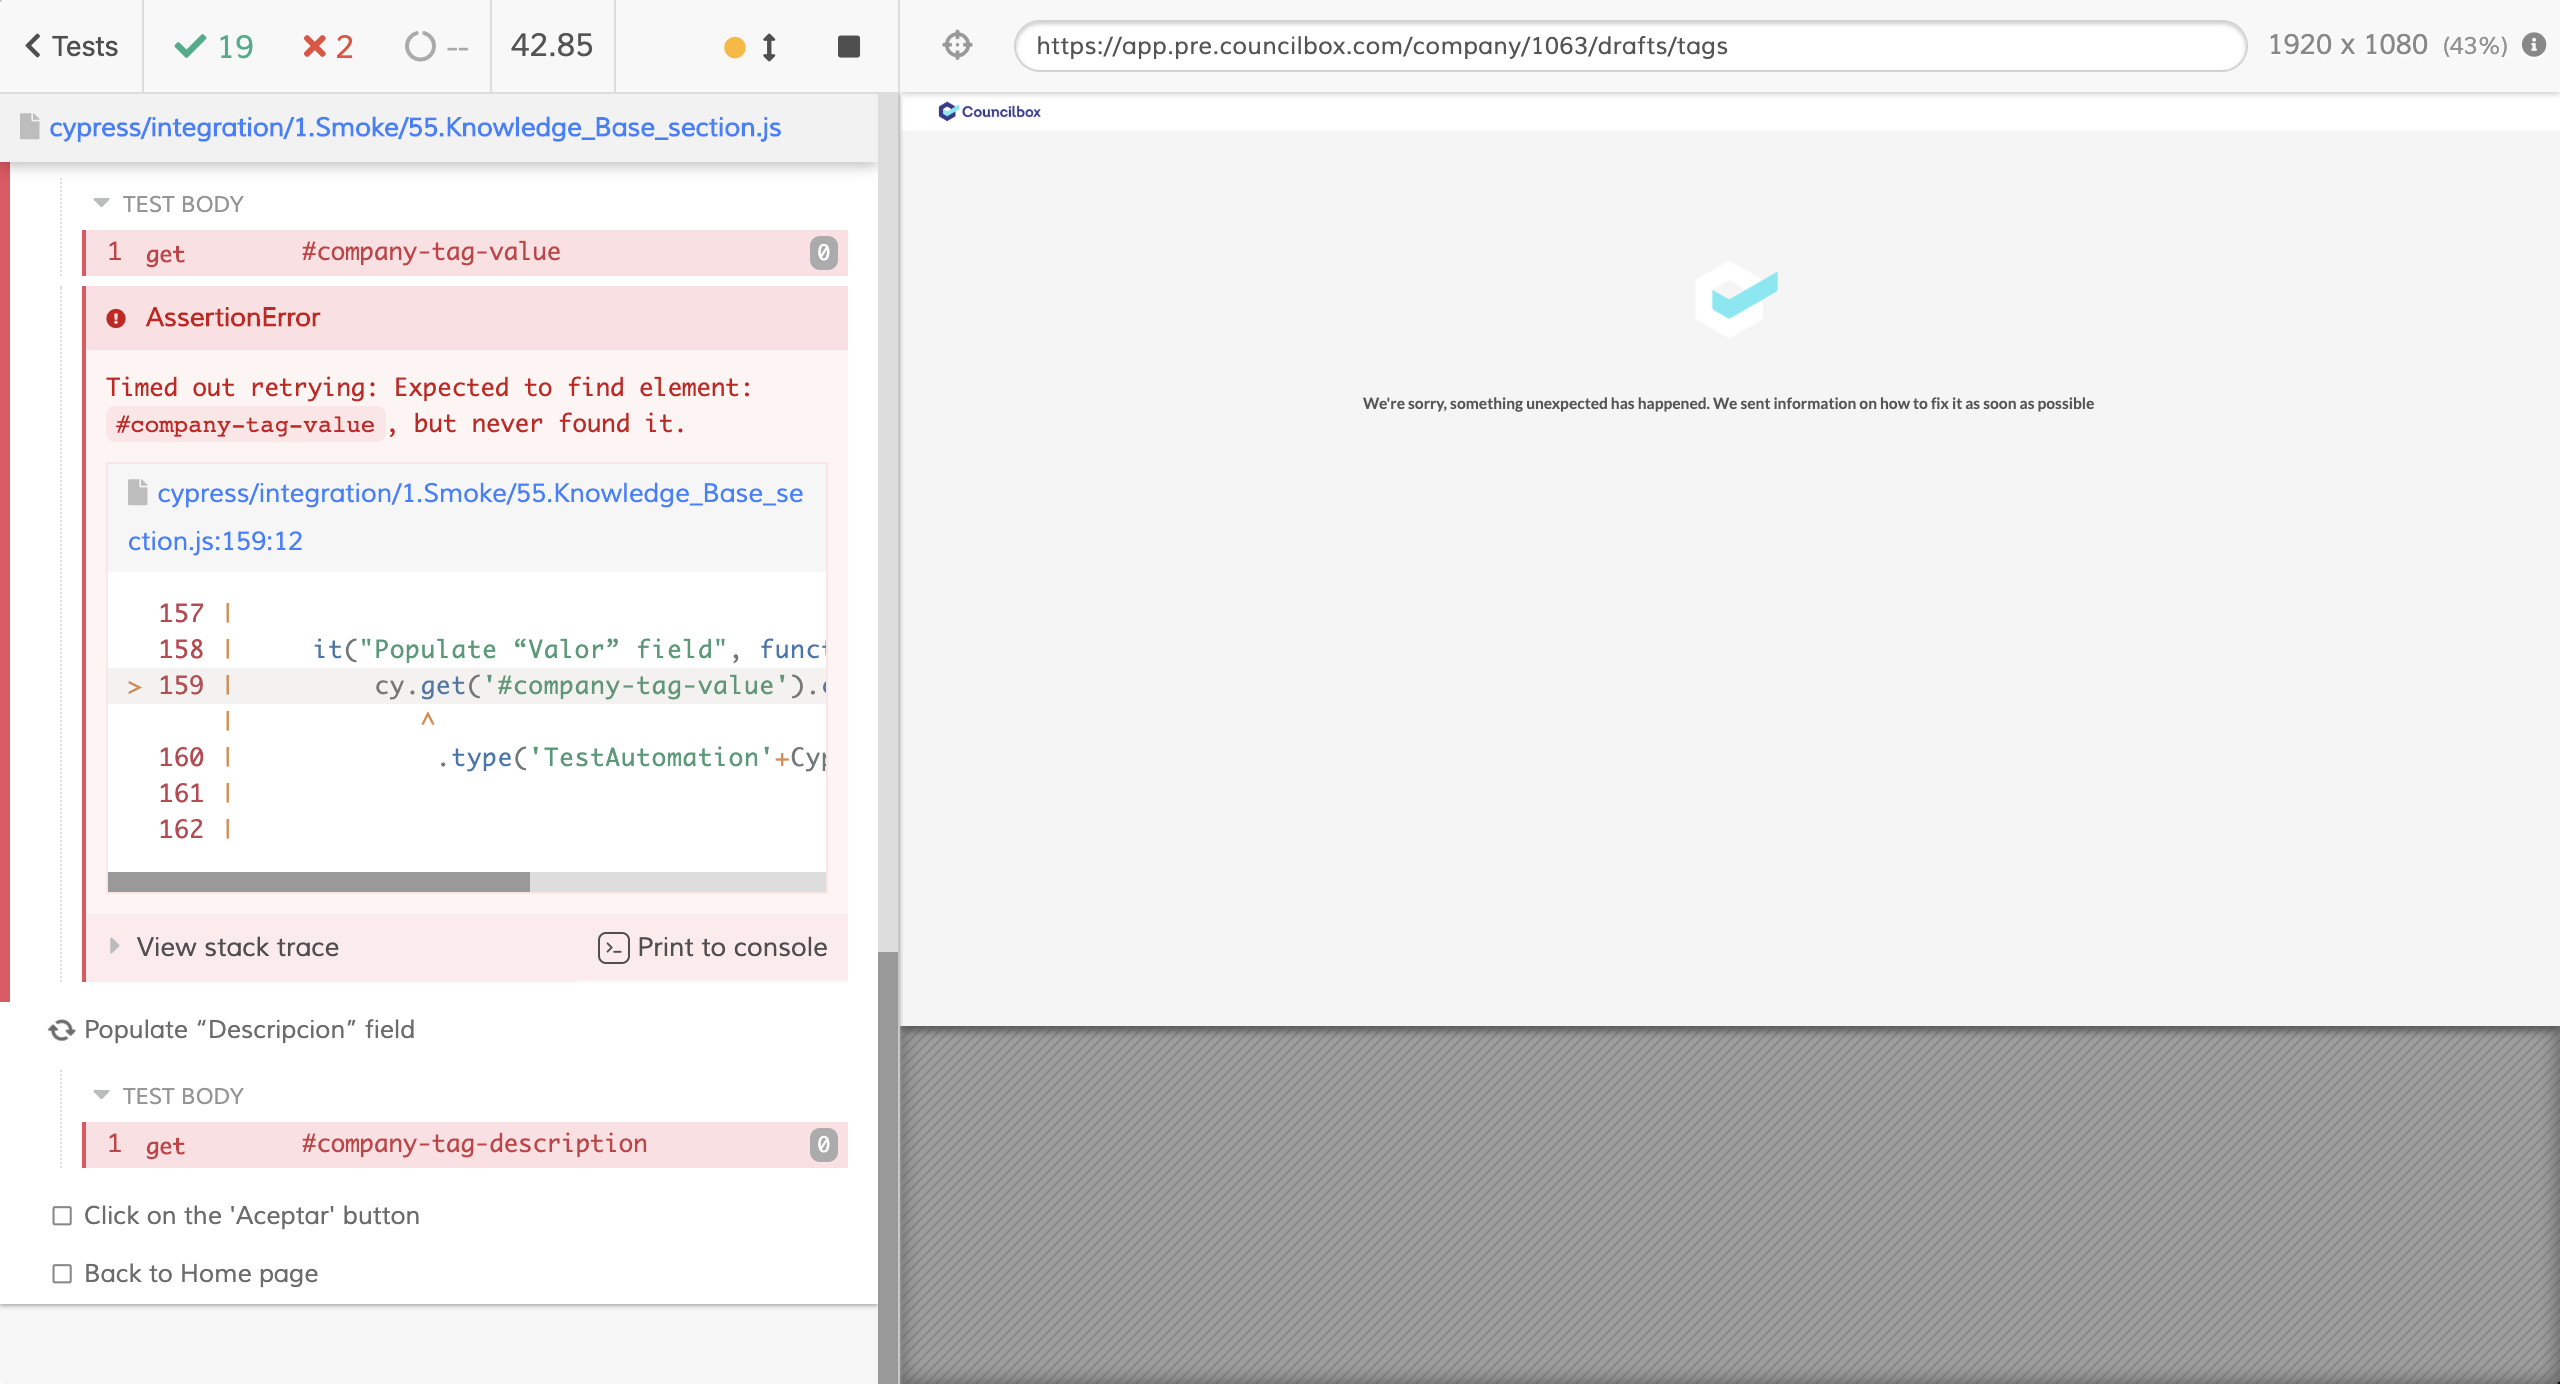 Tests
19
2
--
42.85
https://app.pre.councilbox.com/company/1063/drafts/tags
1920 x 1080 (43%)
cypress/integration/1.Smoke/55.Knowledge_Base_section.js
TEST BODY
1 get #company-tag-value 0
AssertionError
Timed out retrying: Expected to find element:
#company-tag-value, but never found it.
cypress/integration/1.Smoke/55.Knowledge_Base_se
ction.js:159:12
157 |
158 | it("Populate “Valor” field", funct
> 159 | cy.get('#company-tag-value').c
| ^
160 | .type('TestAutomation'+Cyp
161 |
162 |
View stack trace
Print to console
Populate “Descripcion” field
TEST BODY
1 get #company-tag-description 0
Click on the 'Aceptar' button
Back to Home page
Councilbox
We're sorry, something unexpected has happened. We sent information on how to fix it as soon as possible